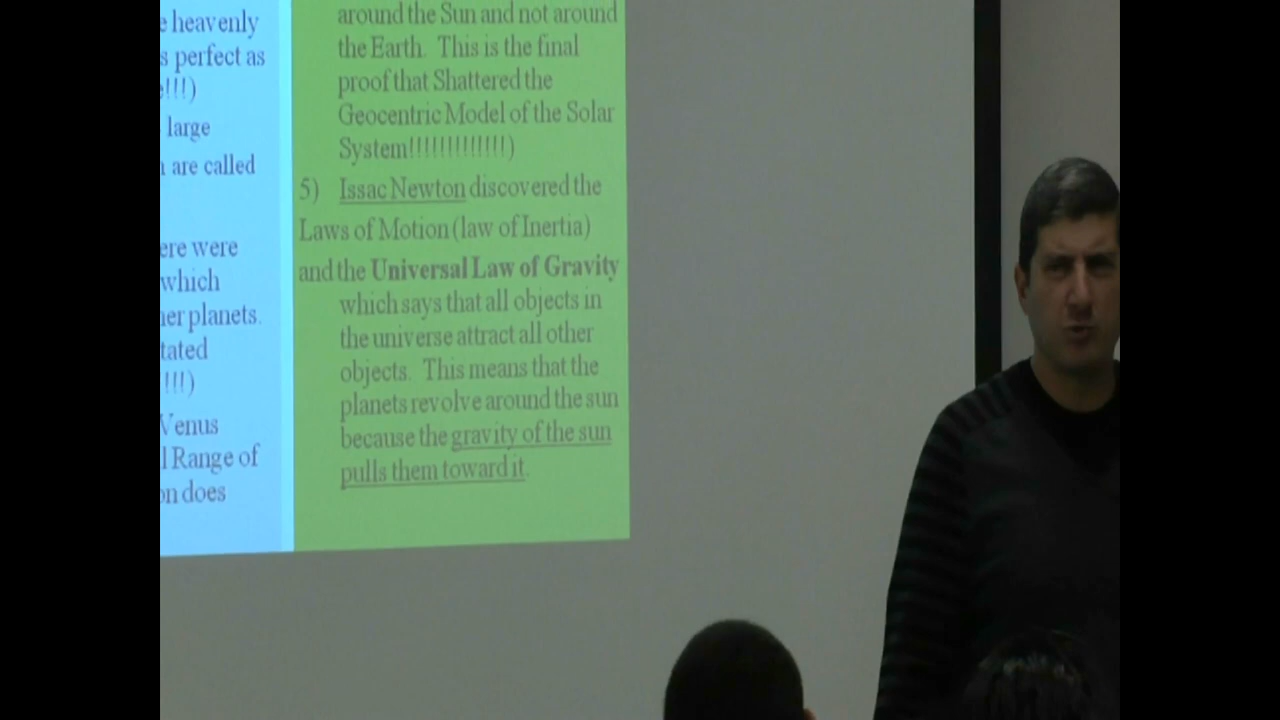 e heavenly
s perfect as
e!!!)
large
are called
ere were
which
her planets.
tated
!!!)
Venus
l Range of
on does
around the Sun and not around
the Earth. This is the final
proof that Shattered the
Geocentric Model of the Solar
System!!!!!!!!!!!!!)
5) Issac Newton discovered the
Laws of Motion (law of Inertia)
and the Universal Law of Gravity
which says that all objects in
the universe attract all other
objects. This means that the
planets revolve around the sun
because the gravity of the sun
pulls them toward it.